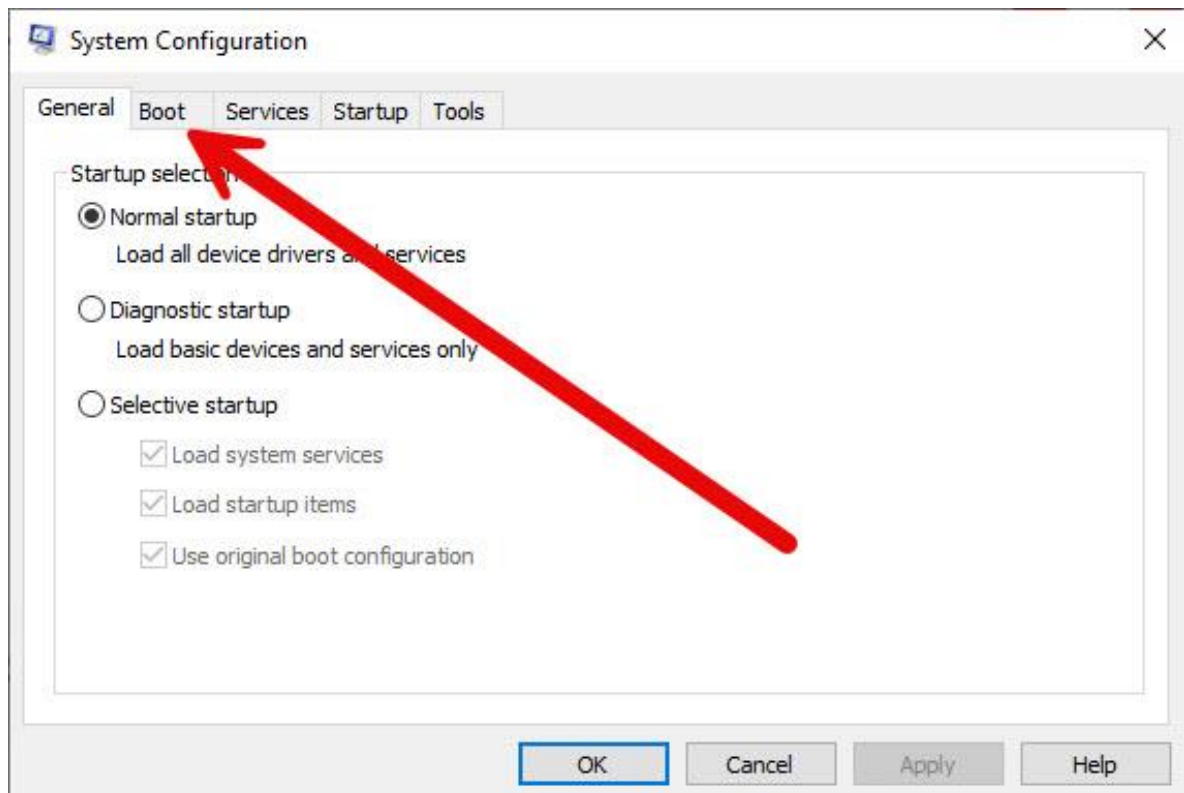 System Configuration
General Boot Services Startup Tools
Startup selection
Normal startup
Load all device drivers and services
Diagnostic startup
Load basic devices and services only
Selective startup
Load system services
Load startup items
Use original boot configuration
OK Cancel Apply Help